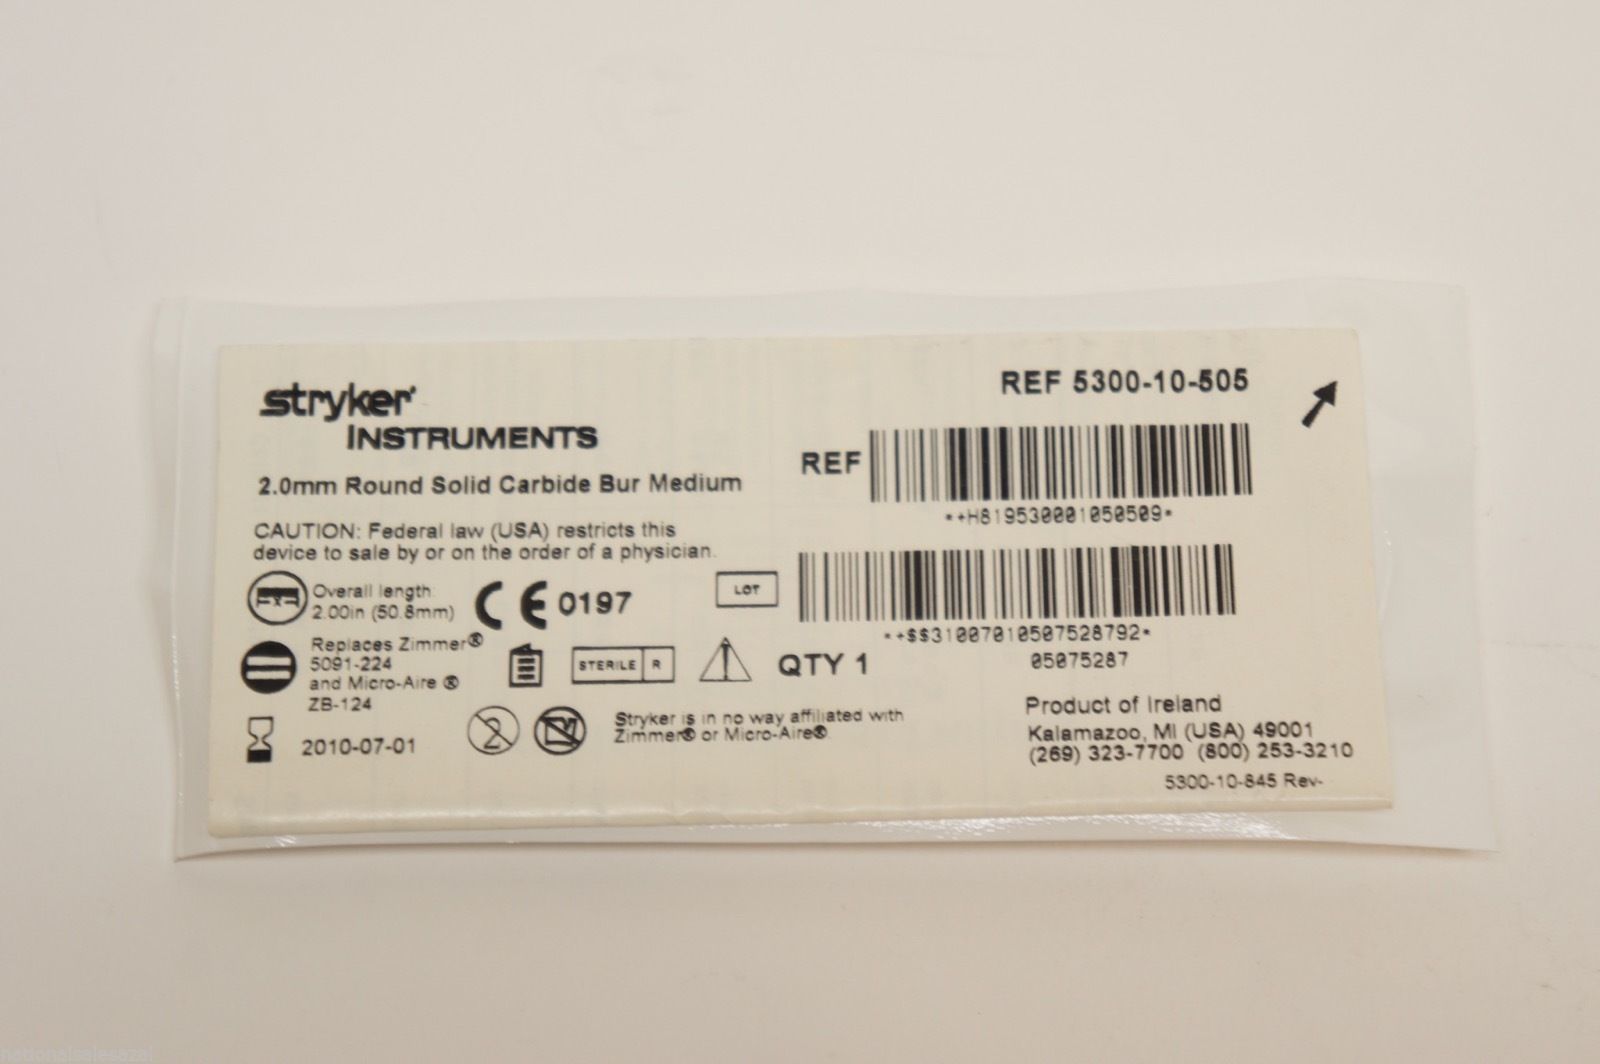 stryker
INSTRUMENTS
2.0mm Round Solid Carbide Bur Medium
CAUTION: Federal law (USA) restricts this
device to sale by or on the order of a physician.
X
Overall length:
2.00in (50.8mm)
CE 0197
Replaces Zimmer®
5091-224
and Micro-Aire ®
ZB-124
STERILE R
2010-07-01
2
Stryker is in no way affiliated with
Zimmer® or Micro-Aire®
REF 5300-10-505
REF
*+H819530001050509*
LOT
*+$$31007010507528792*
05075287
QTY 1
Product of Ireland
Kalamazoo, MI (USA) 49001
(269) 323-7700 (800) 253-3210
5300-10-845 Rev-
nationalsalesazal